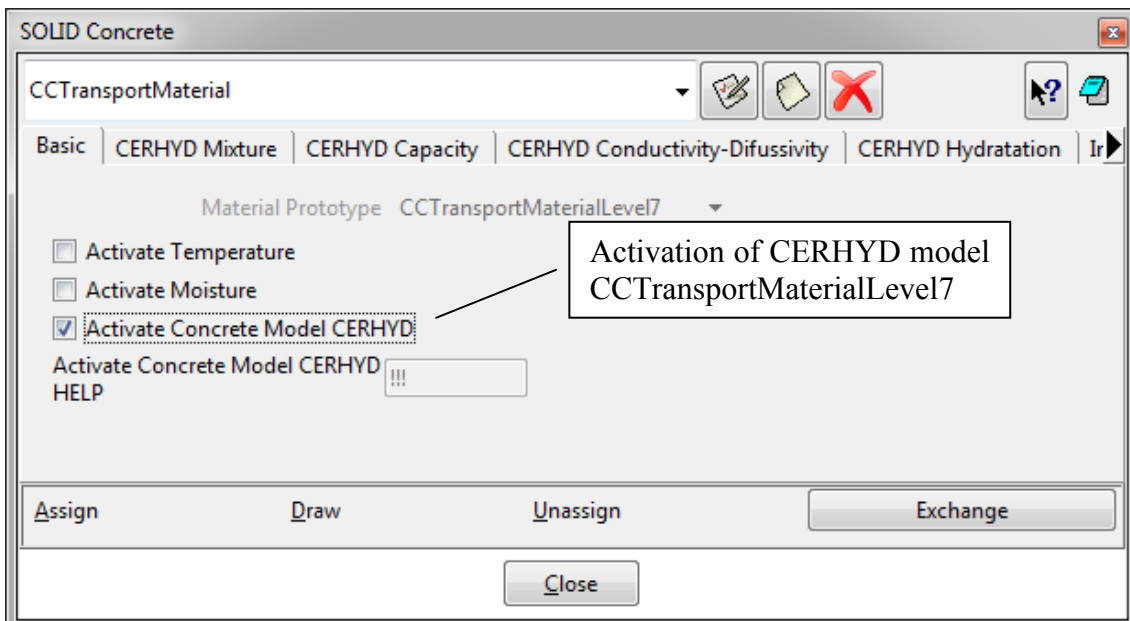 SOLID Concrete
CCTransportMaterial
Basic CERHYD Mixture CERHYD Capacity CERHYD Conductivity-Difussivity CERHYD Hydratation
Material Prototype CCTransportMaterialLevel7
Activate Temperature
Activate Moisture
Activate Concrete Model CERHYD
Activation of CERHYD model
CCTransportMaterialLevel7
Activate Concrete Model CERHYD
HELP
!!!
Assign Draw Unassign Exchange
Close